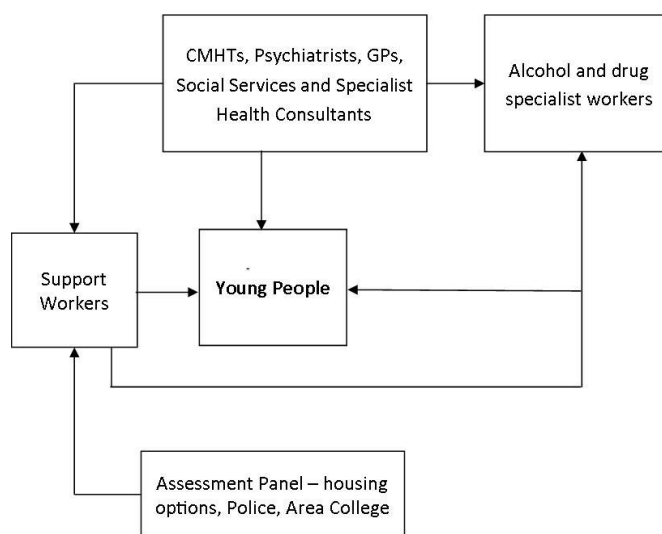 CMHTs, Psychiatrists, GPs,
Social Services and Specialist
Health Consultants
Alcohol and drug
specialist workers
Support
Workers
Young People
Assessment Panel – housing
options, Police, Area College